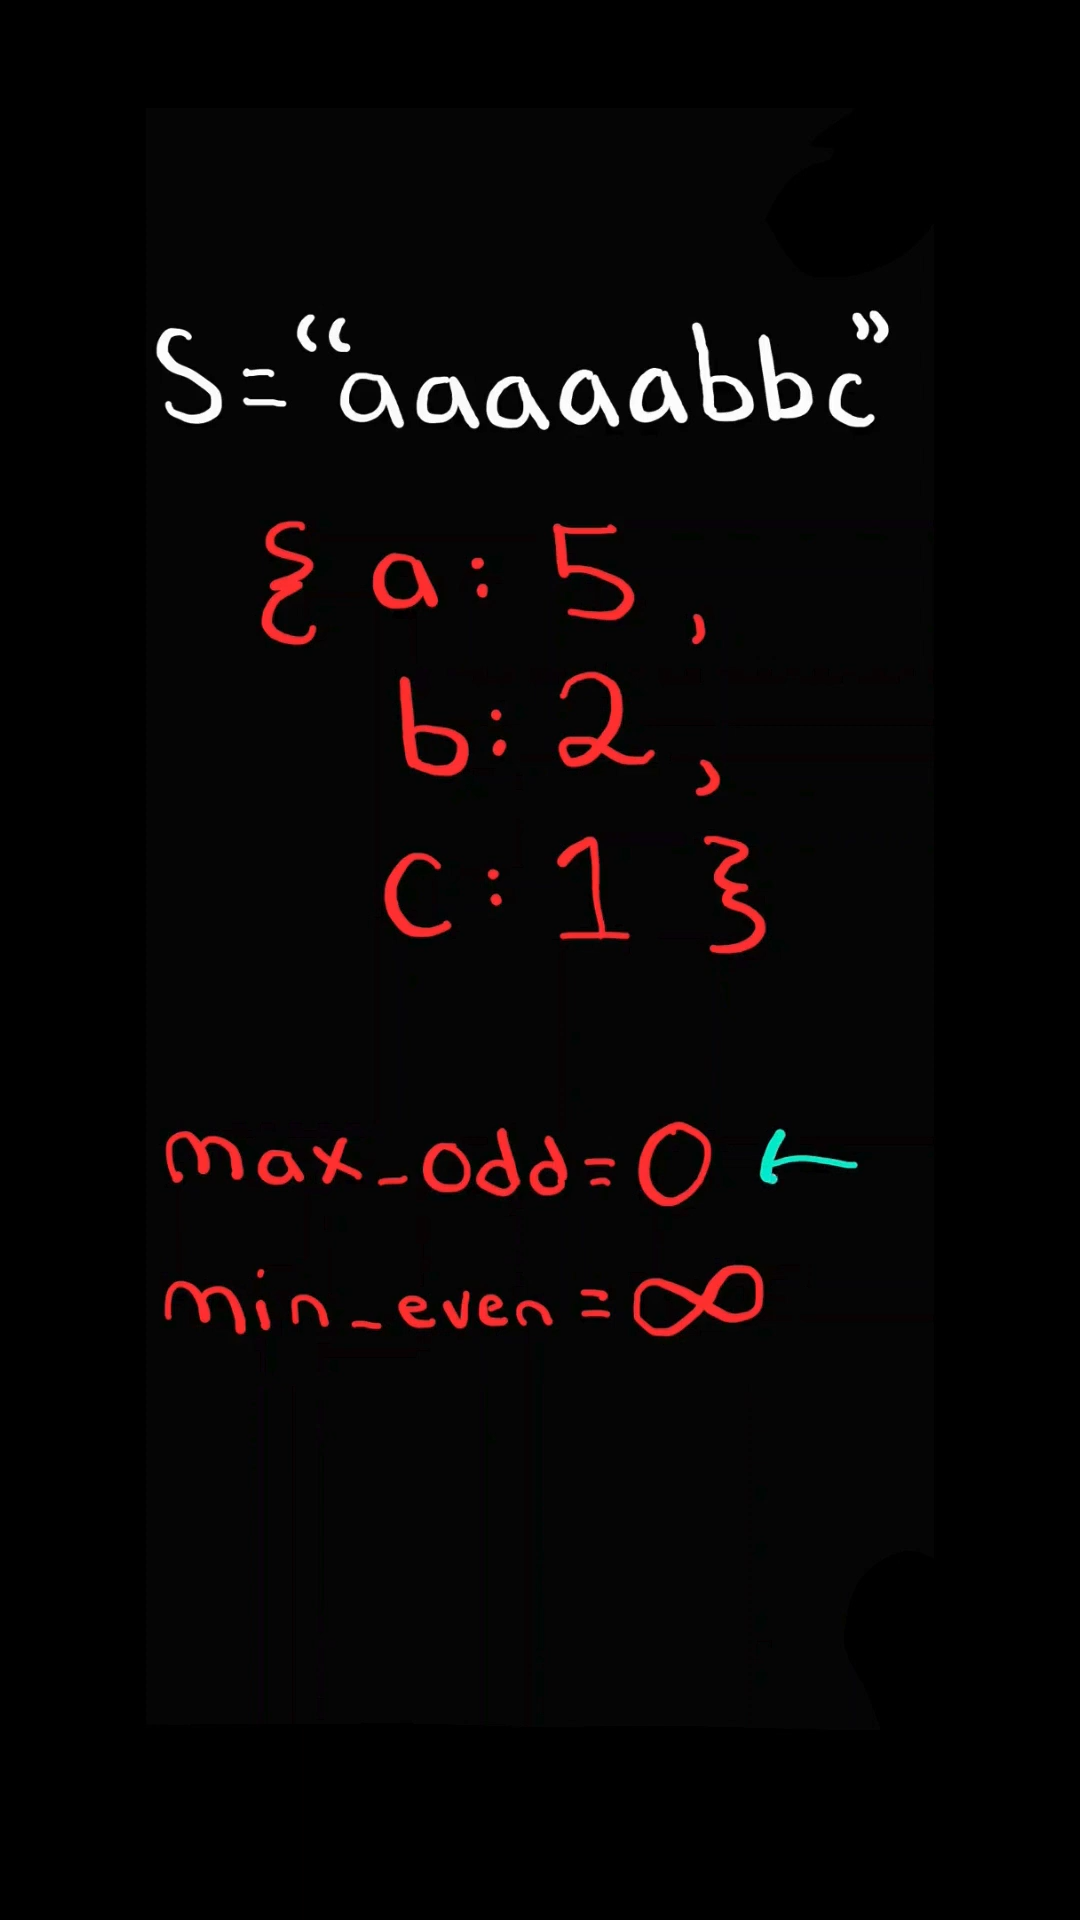 S=“aaaaabbc”
{ a: 5,
b: 2,
c: 1 }
max_odd=0 ←
min_even=∞